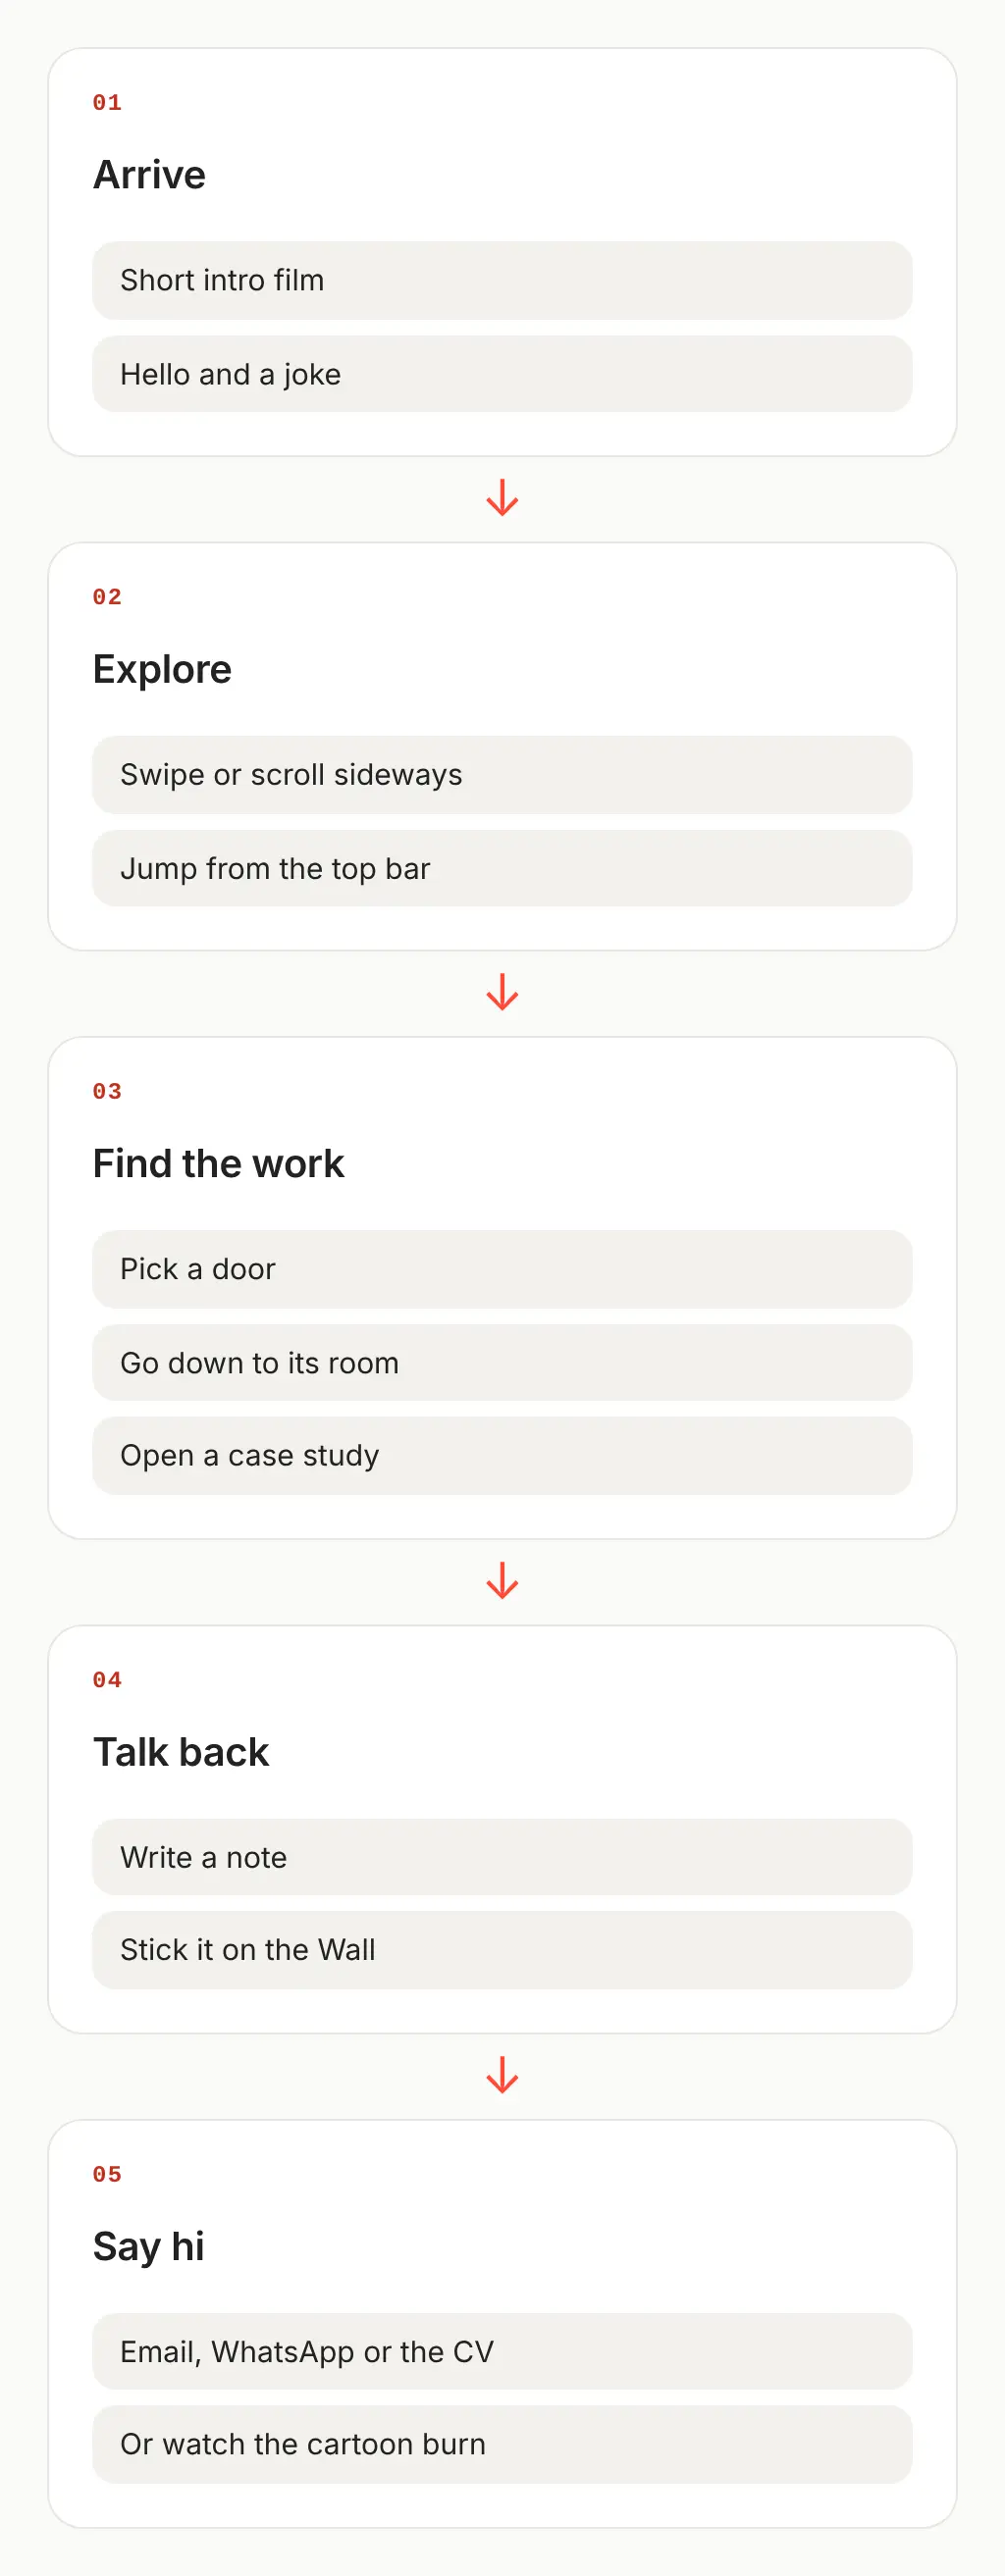 01
Arrive
Short intro film
Hello and a joke
02
Explore
Swipe or scroll sideways
Jump from the top bar
03
Find the work
Pick a door
Go down to its room
Open a case study
04
Talk back
Write a note
Stick it on the Wall
05
Say hi
Email, WhatsApp or the CV
Or watch the cartoon burn